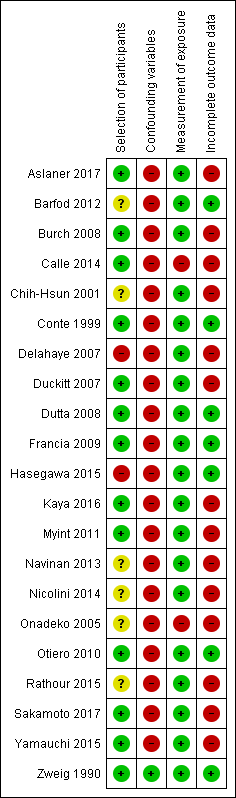 Selection of participants
Confounding variables
Measurement of exposure
Incomplete outcome data
Aslaner 2017 + - + -
Barfod 2012 ? - + +
Burch 2008 + - + -
Calle 2014 + - - -
Chih-Hsun 2001 ? - + -
Conte 1999 + - + +
Delahaye 2007 - - + -
Duckitt 2007 + - + -
Dutta 2008 + - + +
Francia 2009 + - + +
Hasegawa 2015 - - + +
Kaya 2016 + - + -
Myint 2011 + - + -
Navinan 2013 ? - + -
Nicolini 2014 ? - + -
Onadeko 2005 ? - - -
Otiero 2010 + - + +
Rathour 2015 ? - + -
Sakamoto 2017 + - + -
Yamauchi 2015 + - + -
Zweig 1990 + + + +